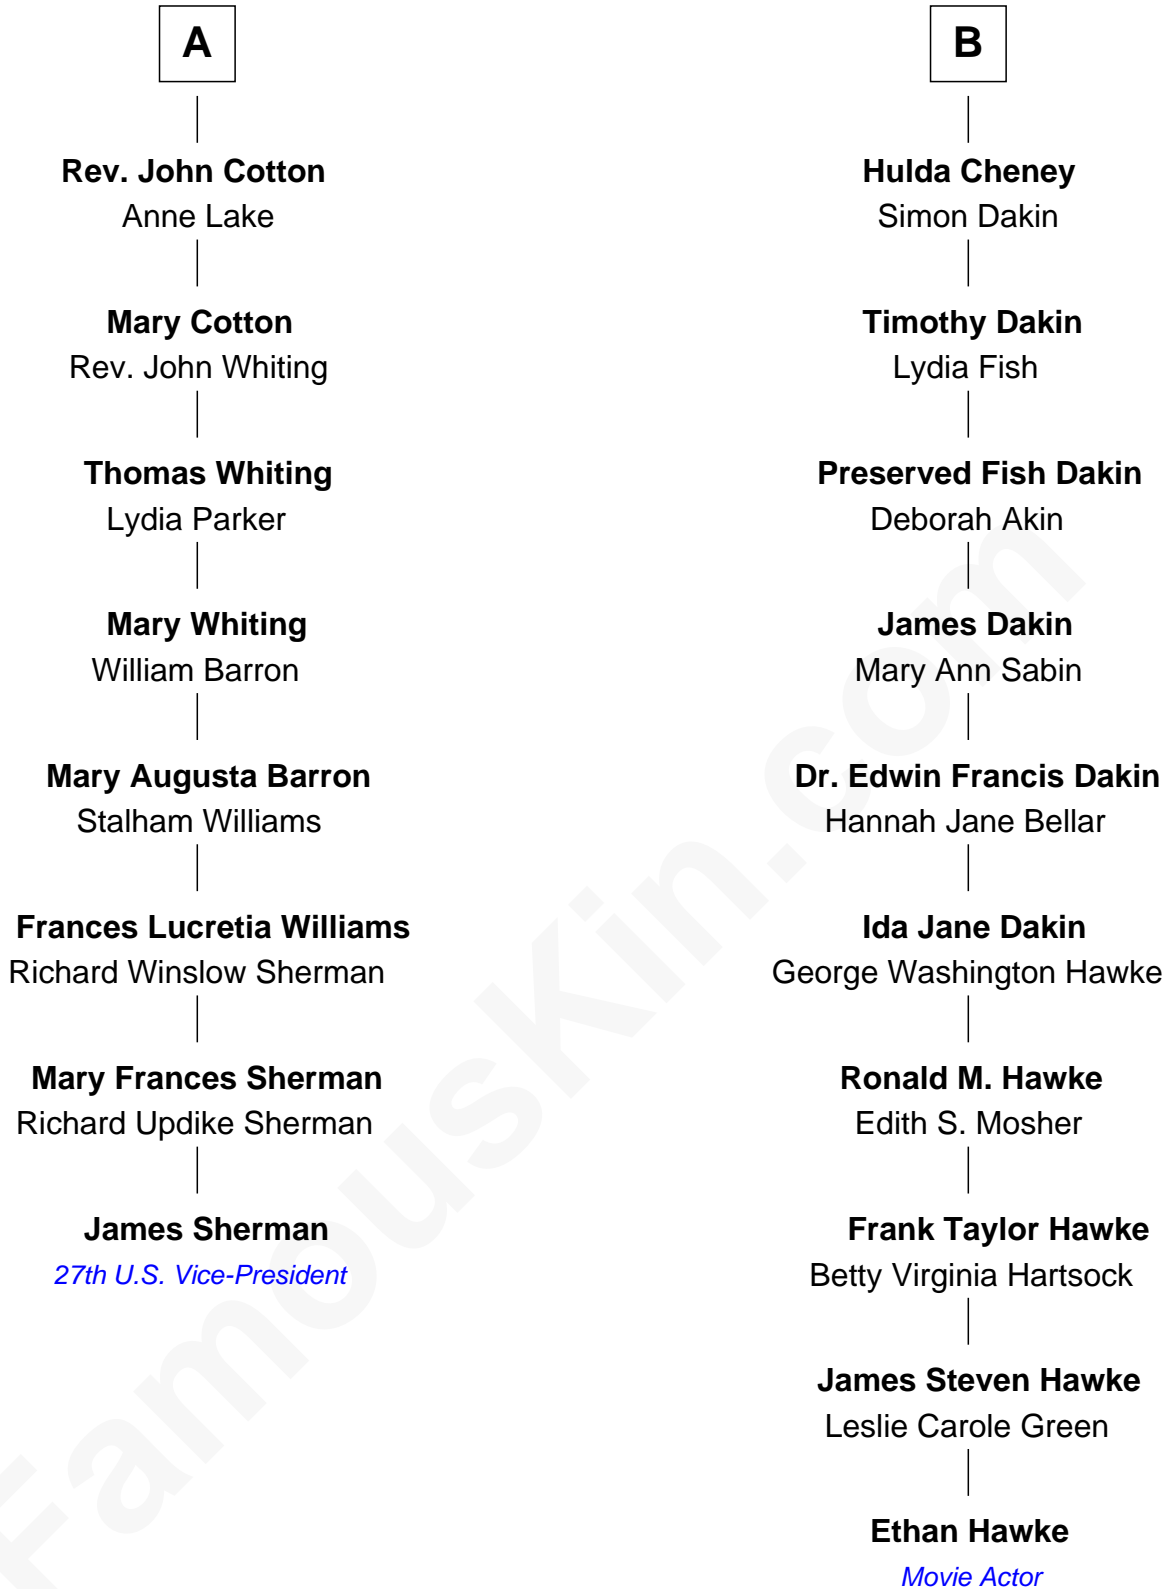 A
Rev. John Cotton
Anne Lake
Mary Cotton
Rev. John Whiting
Thomas Whiting
Lydia Parker
Mary Whiting
William Barron
Mary Augusta Barron
Stalham Williams
Frances Lucretia Williams
Richard Winslow Sherman
Mary Frances Sherman
Richard Updike Sherman
James Sherman
27th U.S. Vice-President
B
Hulda Cheney
Simon Dakin
Timothy Dakin
Lydia Fish
Preserved Fish Dakin
Deborah Akin
James Dakin
Mary Ann Sabin
Dr. Edwin Francis Dakin
Hannah Jane Bellar
Ida Jane Dakin
George Washington Hawke
Ronald M. Hawke
Edith S. Mosher
Frank Taylor Hawke
Betty Virginia Hartsock
James Steven Hawke
Leslie Carole Green
Ethan Hawke
Movie Actor
FamousKin.com